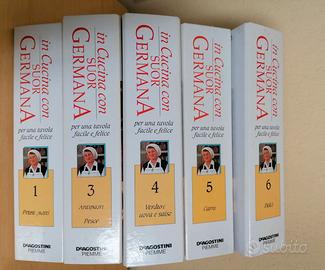 in Cucina con
SUOR
GERMANA
per una tavola
facile e felice
1
Primi piatti
DEAGOSTINI
PIEMME
in Cucina con
SUOR
GERMANA
per una tavola
facile e felice
3
Antipasti
Pesce
DEAGOSTINI
PIEMME
in Cucina con
SUOR
GERMANA
per una tavola
facile e felice
4
Verdure
uova e salse
DEAGOSTINI
PIEMME
in Cucina con
SUOR
GERMANA
per una tavola
facile e felice
5
Carni
DEAGOSTINI
PIEMME
in Cucina con
SUOR
GERMANA
per una tavola
facile e felice
6
Dolci
DEAGOSTINI
PIEMME
subito